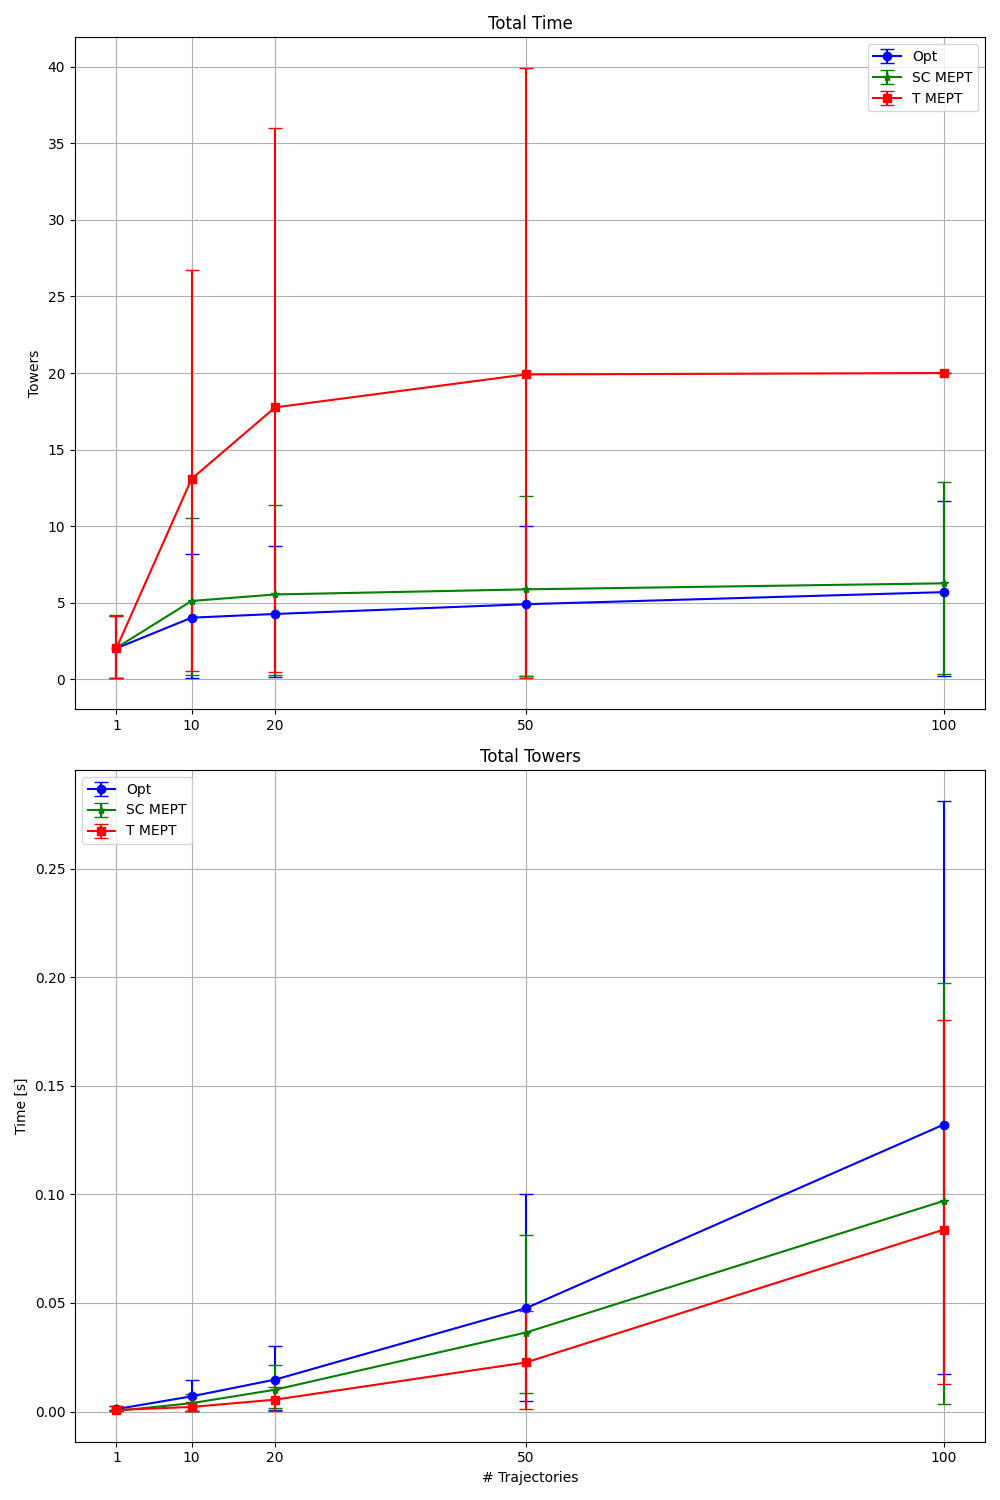 Total Time
Opt
SC MEPT
T MEPT
Towers
40
35
30
25
20
15
10
5
0
1 10 20 50 100
Total Towers
Opt
SC MEPT
T MEPT
Time [s]
0.25
0.20
0.15
0.10
0.05
0.00
1 10 20 50 100
# Trajectories